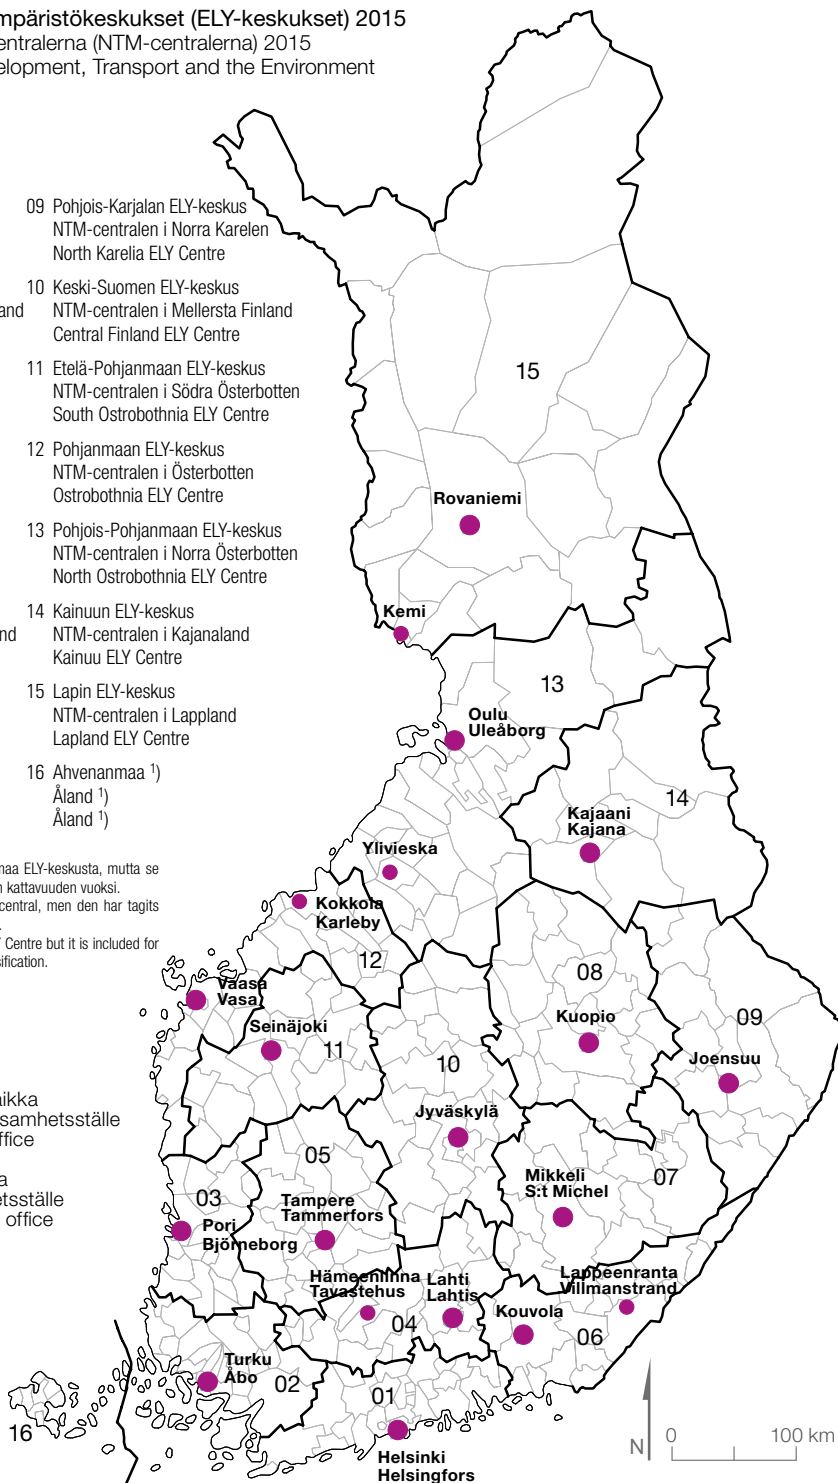 mpäristökeskukset (ELY-keskukset) 2015
entralerna (NTM-centralerna) 2015
elopment, Transport and the Environment
09 Pohjois-Karjalan ELY-keskus
NTM-centralen i Norra Karelen
North Karelia ELY Centre
10 Keski-Suomen ELY-keskus
and NTM-centralen i Mellersta Finland
Central Finland ELY Centre
11 Etelä-Pohjanmaan ELY-keskus
NTM-centralen i Södra Österbotten
South Ostrobothnia ELY Centre
12 Pohjanmaan ELY-keskus
NTM-centralen i Österbotten
Ostrobothnia ELY Centre
13 Pohjois-Pohjanmaan ELY-keskus
NTM-centralen i Norra Österbotten
North Ostrobothnia ELY Centre
14 Kainuun ELY-keskus
nd NTM-centralen i Kajanaland
Kainuu ELY Centre
15 Lapin ELY-keskus
NTM-centralen i Lappland
Lapland ELY Centre
16 Ahvenanmaa ¹)
Åland ¹)
Åland ¹)
maa ELY-keskusta, mutta se
n kattavuuden vuoksi.
central, men den har tagits
.
Centre but it is included for
sification.
aikka
samhetsställe
ffice
a
etsställe
office
15
Rovaniemi
Kemi
13
Oulu
Uleåborg
14
Kajaani
Kajana
Ylivieska
Kokkola
Karleby
12
08
Vaasa
Vasa
Kuopio
09
Seinäjoki
11
10
Joensuu
Jyväskylä
05
07
Mikkeli
S:t Michel
03
Tampere
Tammerfors
Pori
Björneborg
Hämeenlinna
Tavastehus
Lahti
Lahtis
Lappeenranta
Villmanstrand
Kouvola
04
06
Turku
Åbo
02
01
16
Helsinki
Helsingfors
N
0 100 km